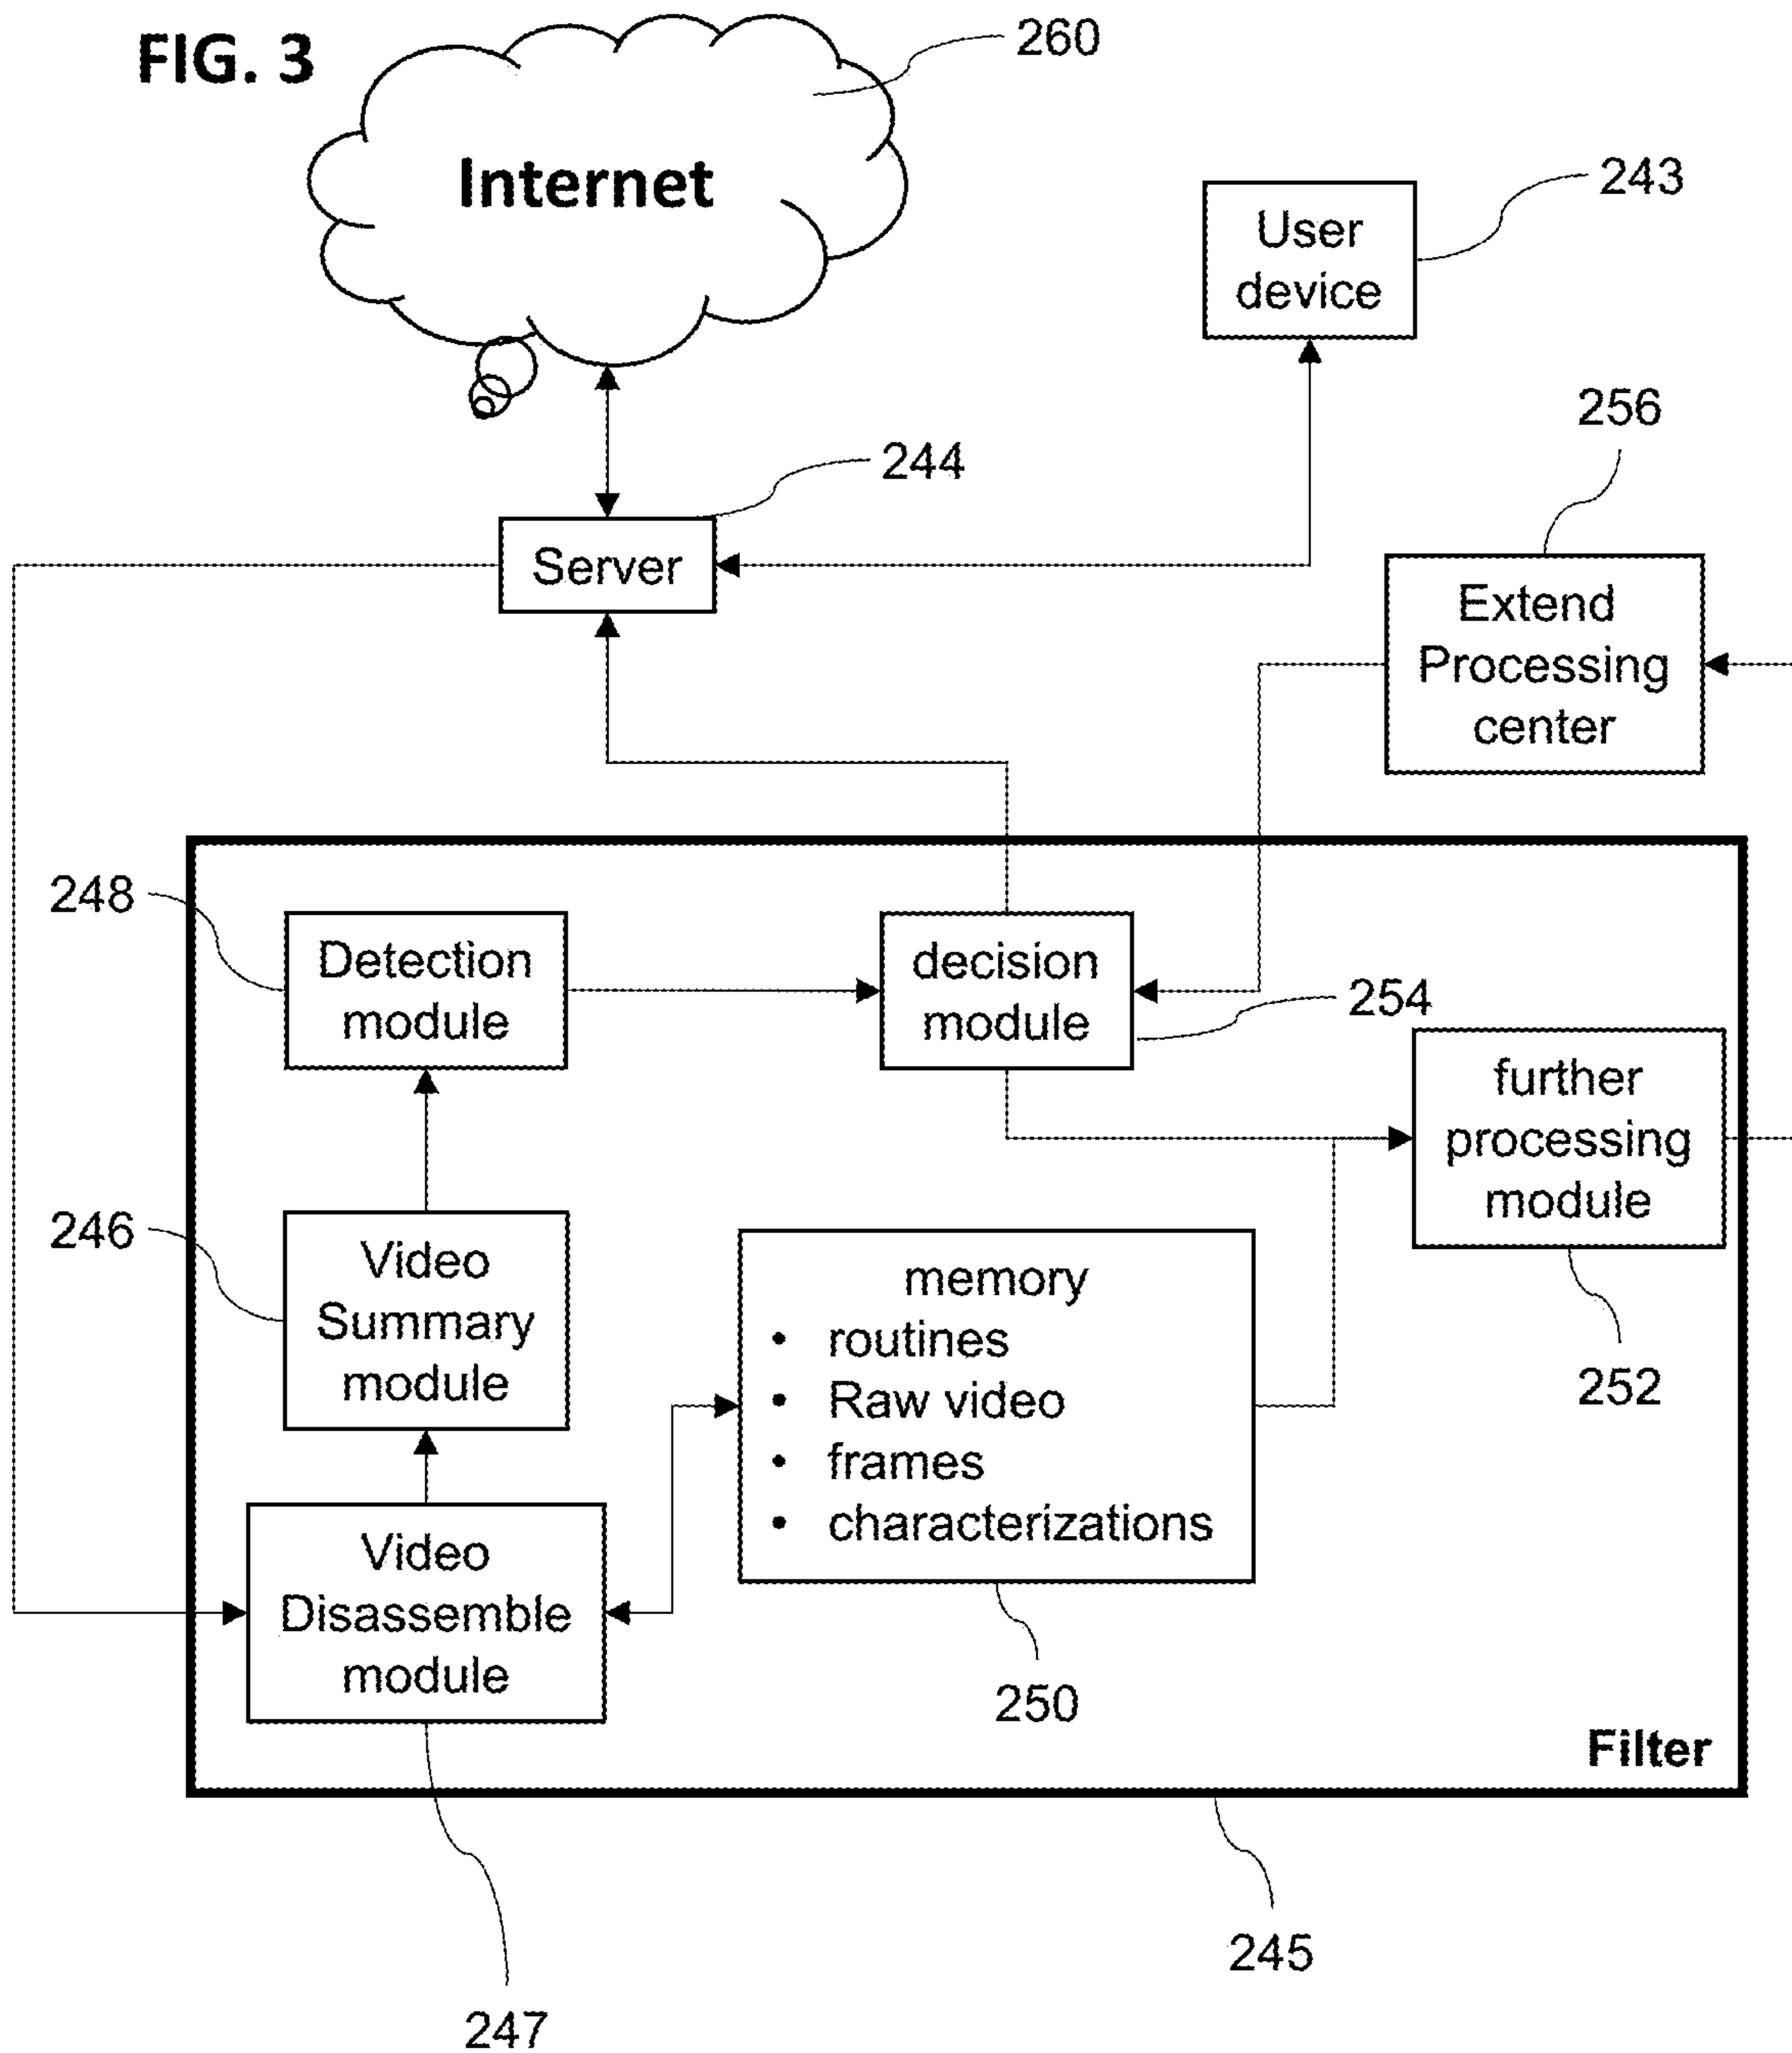 FIG. 3
260
Internet
243
User
device
256
244
Server
Extend
Processing
center
248
Detection
module
decision
module
254
further
processing
module
246
Video
Summary
module
memory
• routines
• Raw video
• frames
• characterizations
252
Video
Disassemble
module
250
Filter
245
247